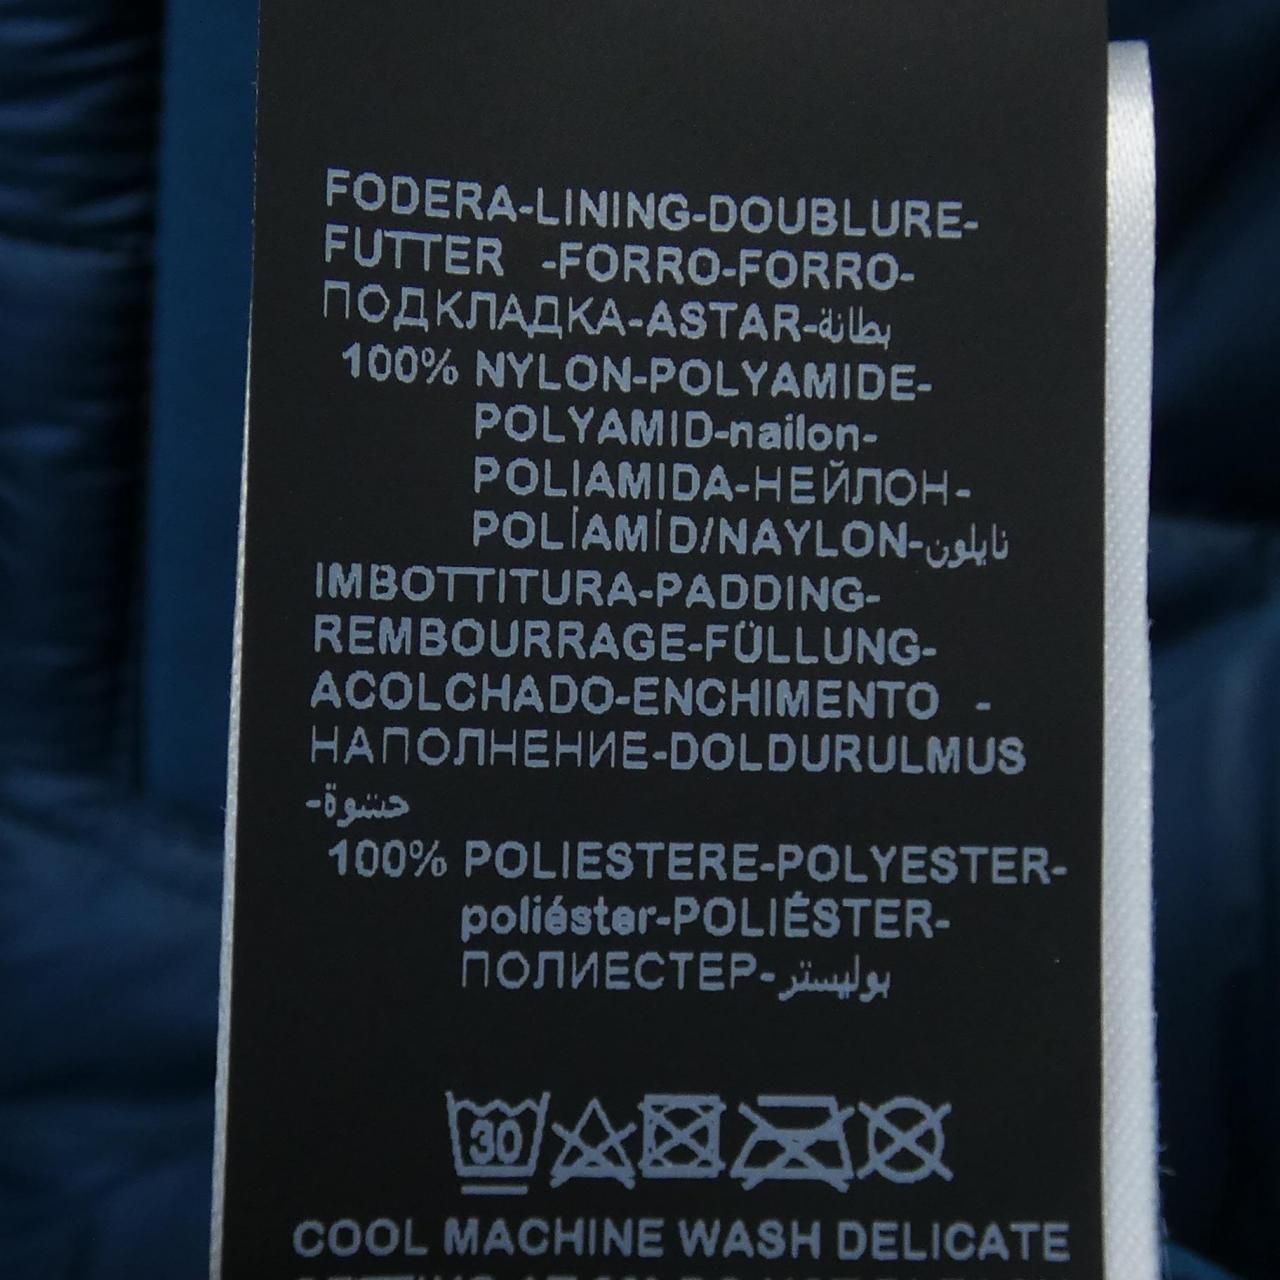 FODERA-LINING-DOUBLURE-
FUTTER -FORRO-FORRO-
ПОДКЛАДКА-ASTAR-بطانة
100% NYLON-POLYAMIDE-
POLYAMID-nailon-
POLIAMIDA-НЕЙЛОН-
POLİAMİD/NAYLON-نايلون
IMBOTTITURA-PADDING-
REMBOURRAGE-FÜLLUNG-
ACOLCHADO-ENCHIMENTO -
НАПОЛНЕНИЕ-DOLDURULMUS
-حشوة
100% POLIESTERE-POLYESTER-
poliéster-POLIÉSTER-
ПОЛИЕСТЕР-بوليستر
30
COOL MACHINE WASH DELICATE